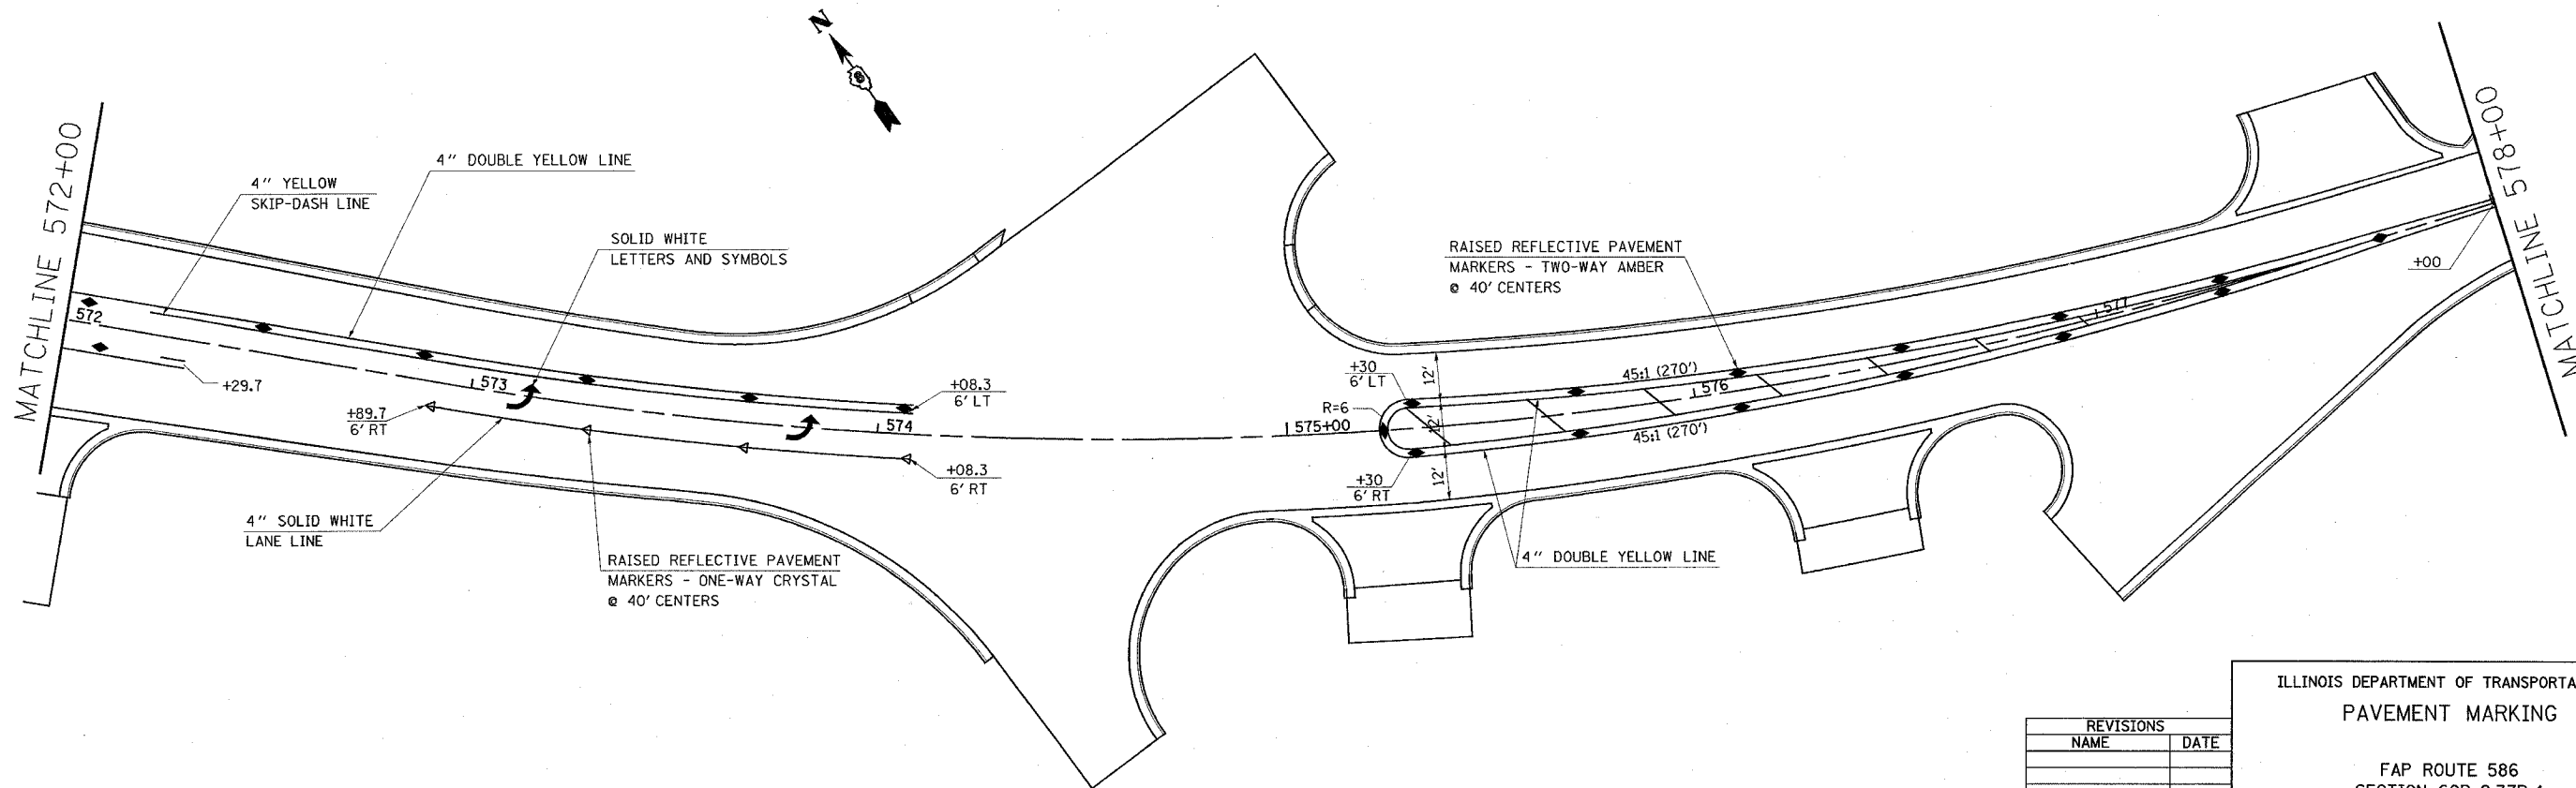 N
MATCHLINE 572+00
4" YELLOW
SKIP-DASH LINE
4" DOUBLE YELLOW LINE
SOLID WHITE
LETTERS AND SYMBOLS
RAISED REFLECTIVE PAVEMENT
MARKERS - TWO-WAY AMBER
@ 40' CENTERS
MATCHLINE 578+00
+00
572
+29.7
573
+89.7
6' RT
574
+08.3
6' LT
+08.3
6' RT
4" SOLID WHITE
LANE LINE
RAISED REFLECTIVE PAVEMENT
MARKERS - ONE-WAY CRYSTAL
@ 40' CENTERS
575+00
R=6
+30
6' LT
+30
6' RT
12'
12'
12'
45:1 (270')
576
45:1 (270')
577
4" DOUBLE YELLOW LINE
ILLINOIS DEPARTMENT OF TRANSPORTA
PAVEMENT MARKING
FAP ROUTE 586
REVISIONS
NAME DATE